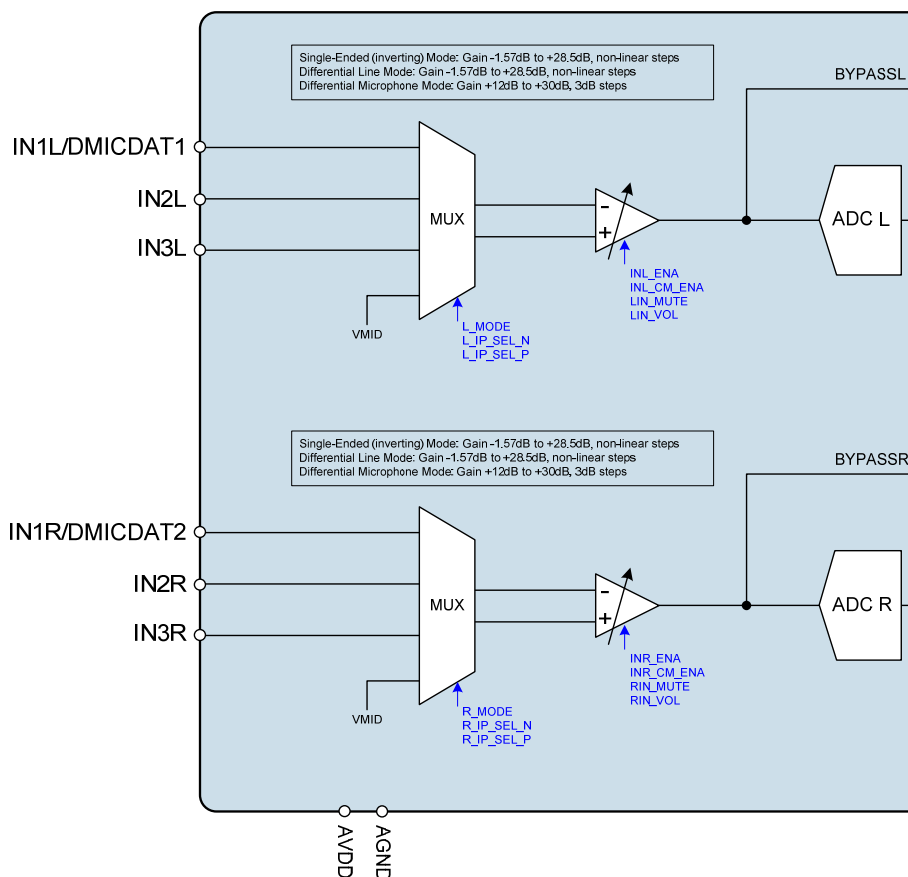 Single-Ended (inverting) Mode: Gain -1.57dB to +28.5dB, non-linear steps
Differential Line Mode: Gain -1.57dB to +28.5dB, non-linear steps
Differential Microphone Mode: Gain +12dB to +30dB, 3dB steps
BYPASSL
IN1L/DMICDAT1
IN2L
IN3L
MUX
-
+
ADC L
INL_ENA
INL_CM_ENA
LIN_MUTE
LIN_VOL
VMID
L_MODE
L_IP_SEL_N
L_IP_SEL_P
Single-Ended (inverting) Mode: Gain -1.57dB to +28.5dB, non-linear steps
Differential Line Mode: Gain -1.57dB to +28.5dB, non-linear steps
Differential Microphone Mode: Gain +12dB to +30dB, 3dB steps
BYPASSR
IN1R/DMICDAT2
IN2R
IN3R
MUX
-
+
ADC R
INR_ENA
INR_CM_ENA
RIN_MUTE
RIN_VOL
VMID
R_MODE
R_IP_SEL_N
R_IP_SEL_P
AVDD
AGND